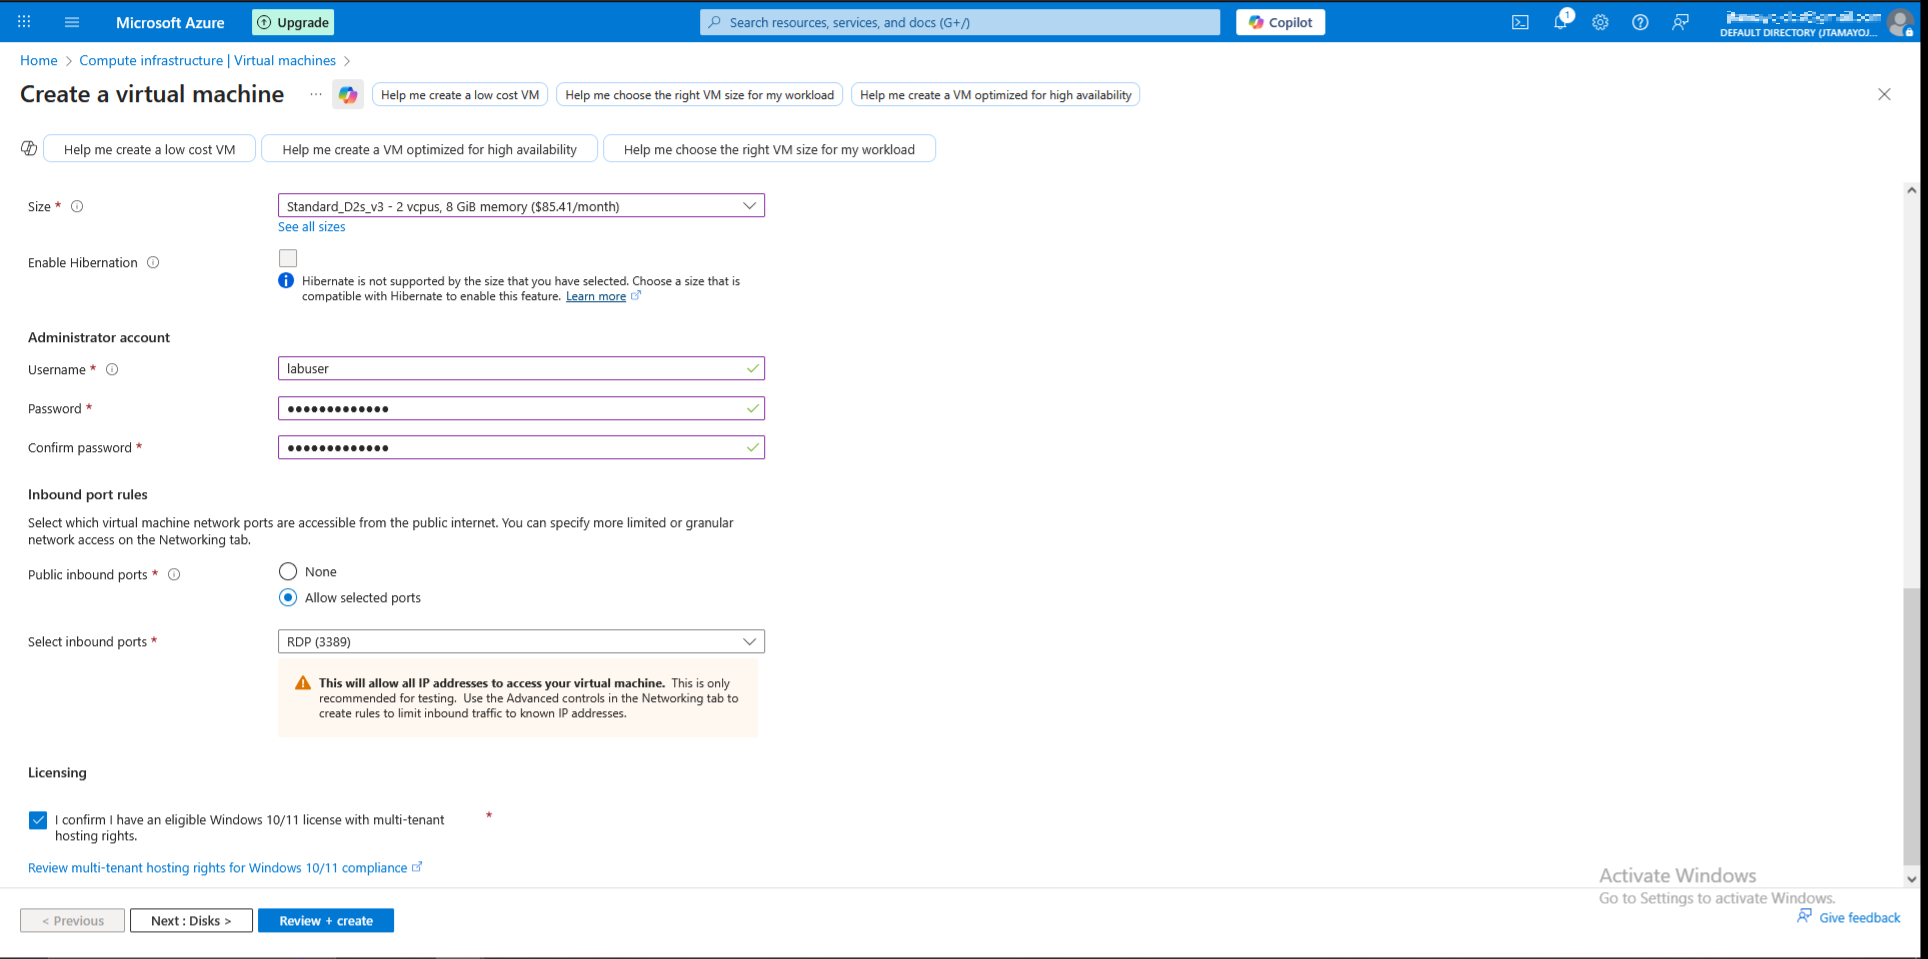 Microsoft Azure
Upgrade
Search resources, services, and docs (G+/)
Copilot
1
DEFAULT DIRECTORY (JTAMAYOJ...
Home > Compute infrastructure | Virtual machines >
Create a virtual machine
...
Help me create a low cost VM
Help me choose the right VM size for my workload
Help me create a VM optimized for high availability
Help me create a low cost VM
Help me create a VM optimized for high availability
Help me choose the right VM size for my workload
Size *
Standard_D2s_v3 - 2 vcpus, 8 GiB memory ($85.41/month)
See all sizes
Enable Hibernation
Hibernate is not supported by the size that you have selected. Choose a size that is
compatible with Hibernate to enable this feature. Learn more
Administrator account
Username *
labuser
Password *
•••••••••••••
Confirm password *
•••••••••••••
Inbound port rules
Select which virtual machine network ports are accessible from the public internet. You can specify more limited or granular
network access on the Networking tab.
Public inbound ports *
None
Allow selected ports
Select inbound ports *
RDP (3389)
This will allow all IP addresses to access your virtual machine. This is only
recommended for testing. Use the Advanced controls in the Networking tab to
create rules to limit inbound traffic to known IP addresses.
Licensing
I confirm I have an eligible Windows 10/11 license with multi-tenant *
hosting rights.
Review multi-tenant hosting rights for Windows 10/11 compliance
Activate Windows
Go to Settings to activate Windows.
< Previous
Next : Disks >
Review + create
Give feedback